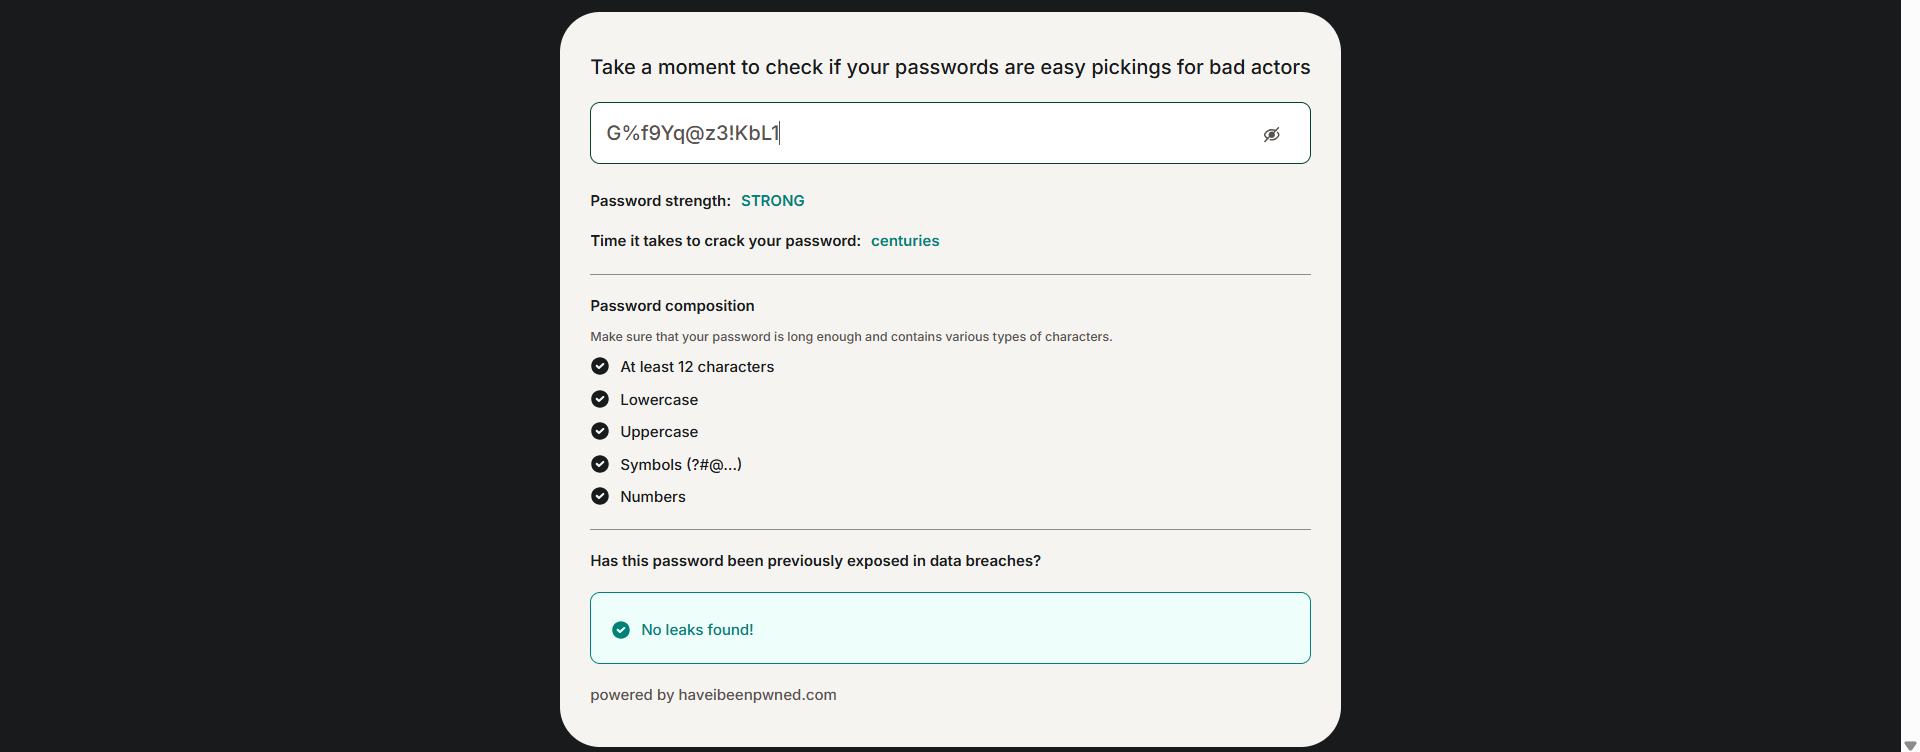 Take a moment to check if your passwords are easy pickings for bad actors
G%f9Yq@z3!KbL1
Password strength: STRONG
Time it takes to crack your password: centuries
Password composition
Make sure that your password is long enough and contains various types of characters.
At least 12 characters
Lowercase
Uppercase
Symbols (?#@...)
Numbers
Has this password been previously exposed in data breaches?
No leaks found!
powered by haveibeenpwned.com